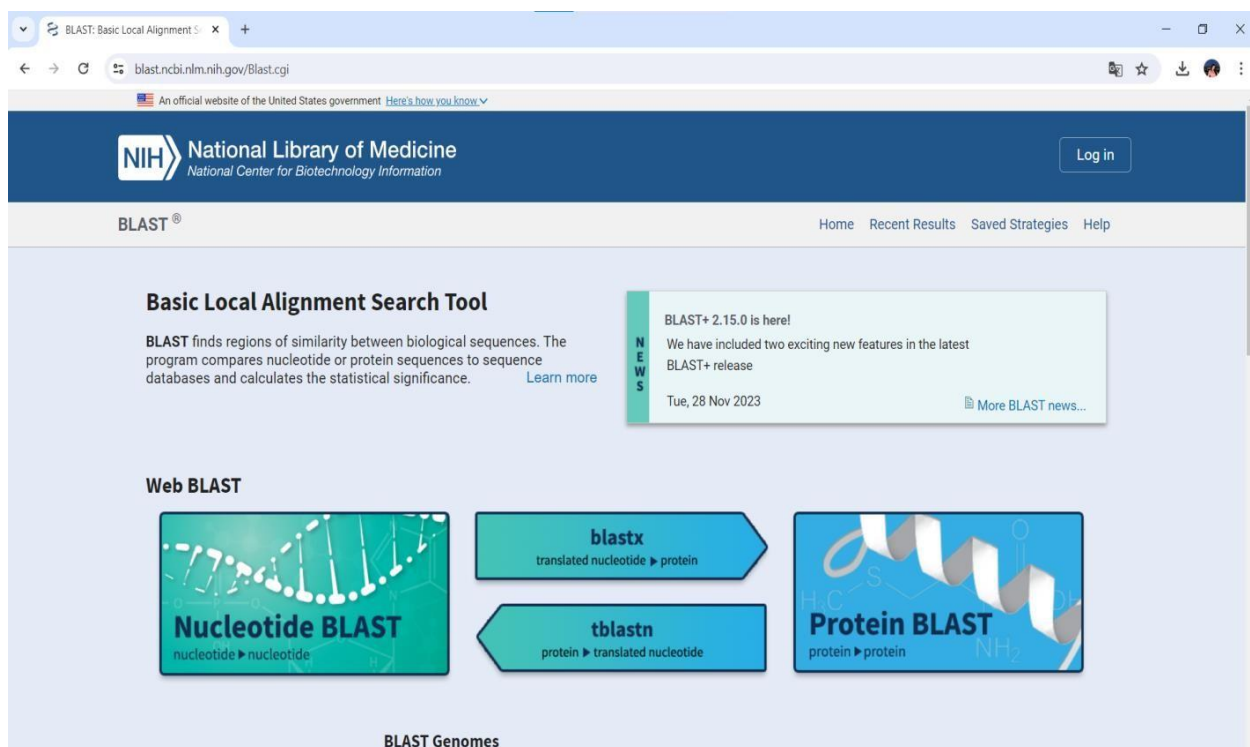 BLAST: Basic Local Alignment S
blast.ncbi.nlm.nih.gov/Blast.cgi
An official website of the United States government Here's how you know
NIH National Library of Medicine
National Center for Biotechnology Information
Log in
BLAST ®
Home Recent Results Saved Strategies Help
Basic Local Alignment Search Tool
BLAST finds regions of similarity between biological sequences. The
program compares nucleotide or protein sequences to sequence
databases and calculates the statistical significance. Learn more
NEWS
BLAST+ 2.15.0 is here!
We have included two exciting new features in the latest
BLAST+ release
Tue, 28 Nov 2023
More BLAST news...
Web BLAST
Nucleotide BLAST
nucleotide ▶ nucleotide
blastx
translated nucleotide ▶ protein
tblastn
protein ▶ translated nucleotide
Protein BLAST
protein ▶ protein
BLAST Genomes